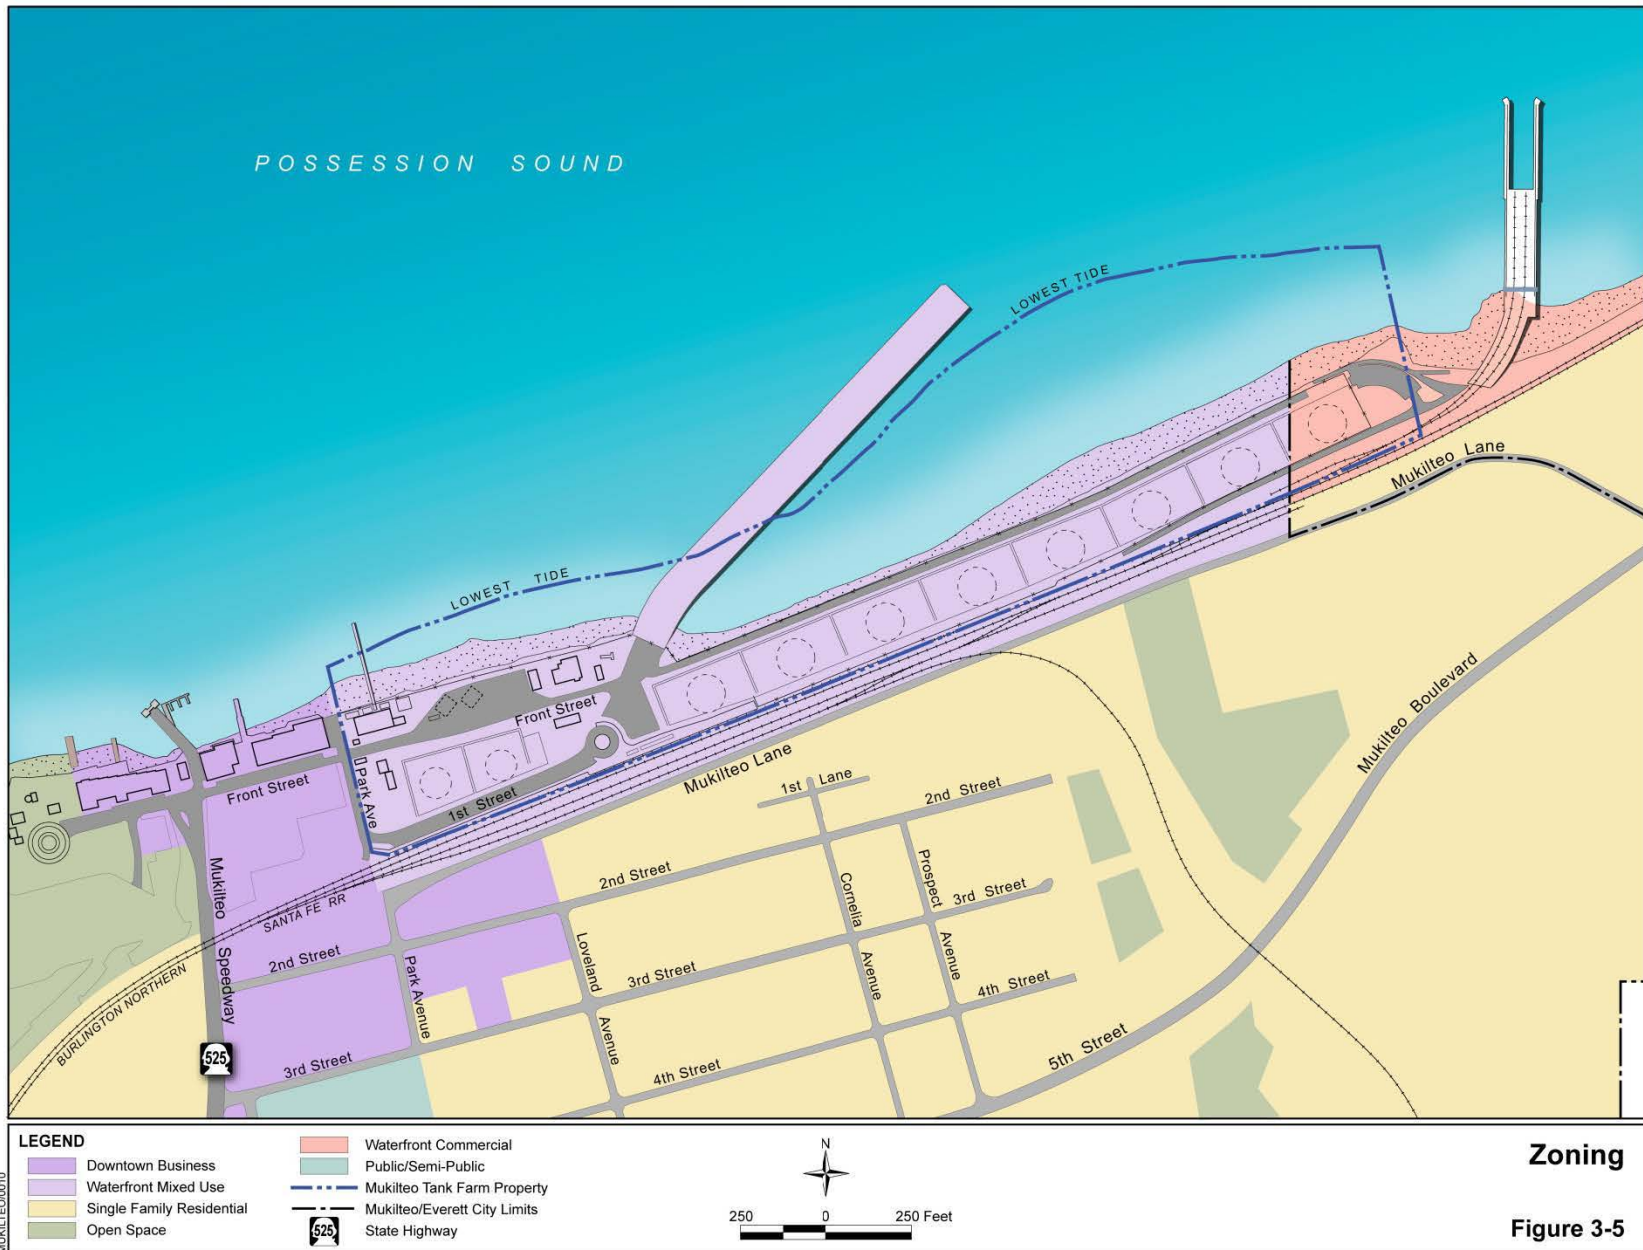 POSSESSION SOUND
LOWEST TIDE
LOWEST TIDE
Mukilteo Lane
Front Street
Mukilteo Boulevard
Mukilteo Lane
Park Ave
1st Street
Front Street
1st Lane
2nd Street
2nd Street
Prospect
Avenue
3rd Street
Cornelia
Avenue
Mukilteo
Speedway
SANTA FE RR
2nd Street
BURLINGTON NORTHERN
Park Avenue
Loveland
Avenue
3rd Street
4th Street
5th Street
3rd Street
4th Street
525
LEGEND
Downtown Business
Waterfront Mixed Use
Single Family Residential
Open Space
Waterfront Commercial
Public/Semi-Public
Mukilteo Tank Farm Property
Mukilteo/Everett City Limits
525 State Highway
N
250 0 250 Feet
Zoning
Figure 3-5
MUKILTEO/0010